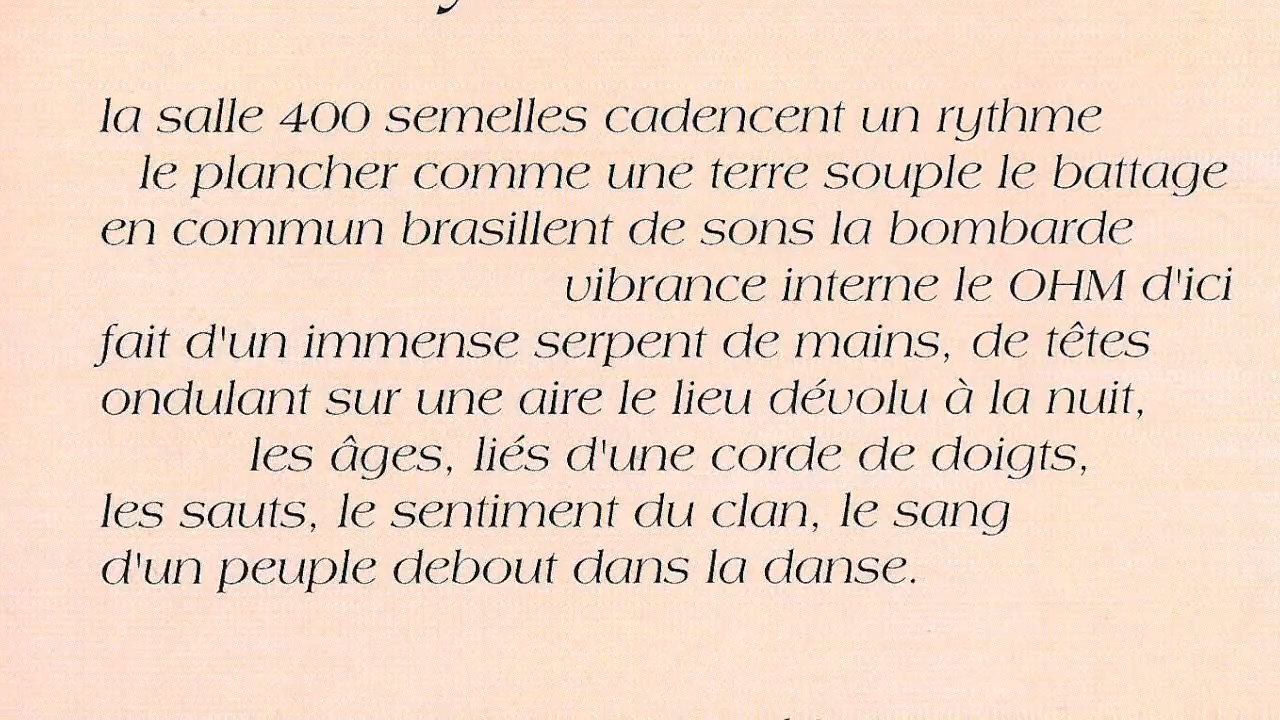 la salle 400 semelles cadencent un rythme
le plancher comme une terre souple le battage
en commun brasillent de sons la bombarde
vibrance interne le OHM d'ici
fait d'un immense serpent de mains, de têtes
ondulant sur une aire le lieu dévolu à la nuit,
les âges, liés d'une corde de doigts,
les sauts, le sentiment du clan, le sang
d'un peuple debout dans la danse.